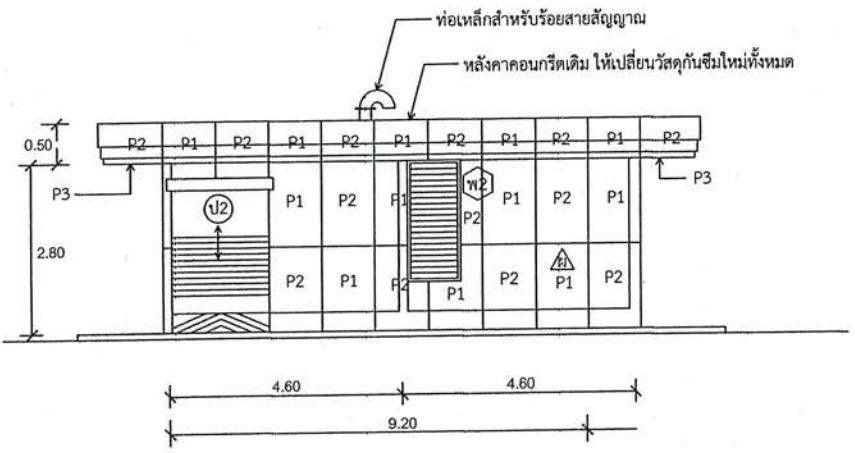 ท่อเหล็กสำหรับร้อยสายสัญญาณ
หลังคาคอนกรีตเดิม ให้เปลี่ยนวัสดุกันซึมใหม่ทั้งหมด
0.50
P2 P1 P2 P1 P2 P1 P2 P1 P2 P1 P2
P3
P3
ป2
พ2
P1 P2 P1 P2 P1 P2 P1
2.80
ผ
P2 P1 P2 P1 P2 P1 P2
4.60 4.60
9.20